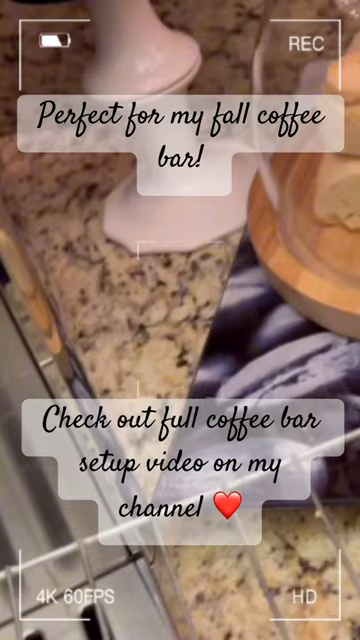 REC
Perfect for my fall coffee
bar!
Check out full coffee bar
setup video on my
channel ❤️
4K 60FPS
HD